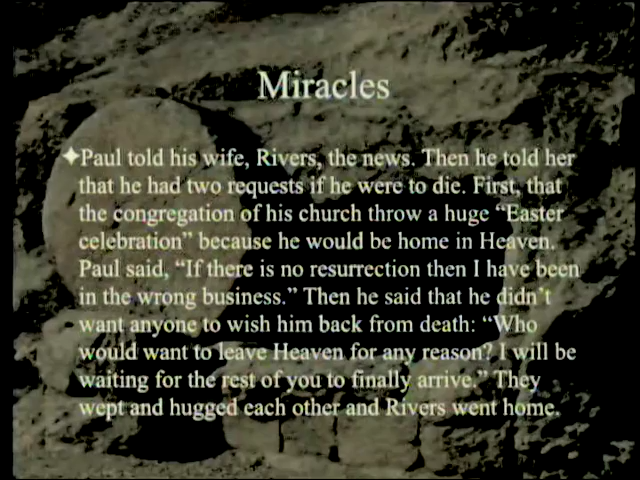 Miracles
✦Paul told his wife, Rivers, the news. Then he told her
that he had two requests if he were to die. First, that
the congregation of his church throw a huge “Easter
celebration” because he would be home in Heaven.
Paul said, “If there is no resurrection then I have been
in the wrong business.” Then he said that he didn’t
want anyone to wish him back from death: “Who
would want to leave Heaven for any reason? I will be
waiting for the rest of you to finally arrive.” They
wept and hugged each other and Rivers went home.